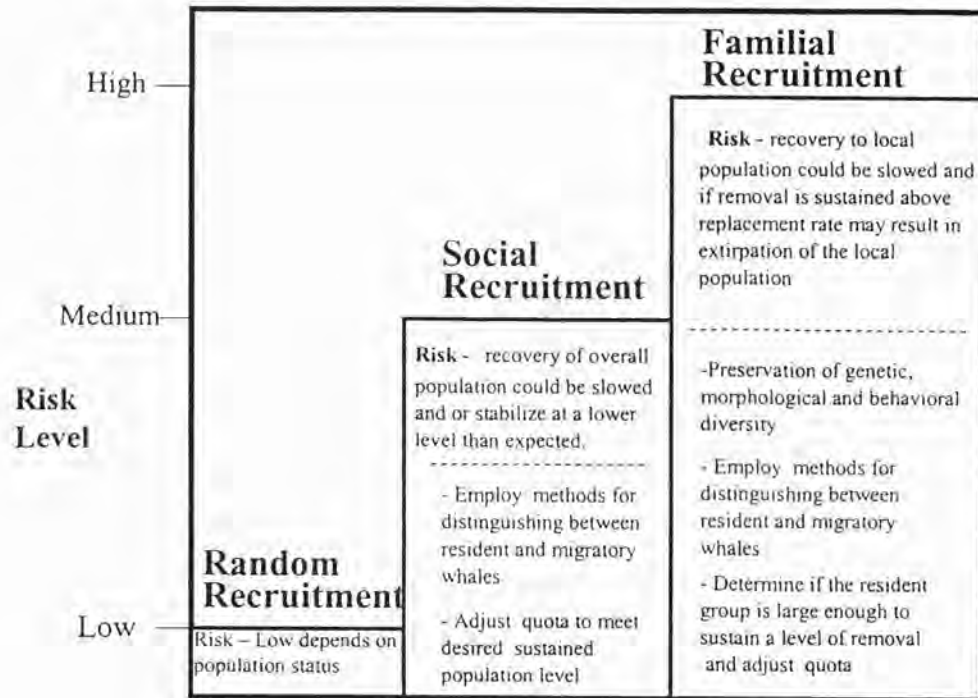 High
Medium
Risk
Level
Low
Random
Recruitment
Risk – Low depends on
population status
Social
Recruitment
Risk - recovery of overall
population could be slowed
and or stabilize at a lower
level than expected.
- Employ methods for
distinguishing between
resident and migratory
whales
- Adjust quota to meet
desired sustained
population level
Familial
Recruitment
Risk - recovery to local
population could be slowed and
if removal is sustained above
replacement rate may result in
extirpation of the local
population
-Preservation of genetic,
morphological and behavioral
diversity
- Employ methods for
distinguishing between
resident and migratory
whales
- Determine if the resident
group is large enough to
sustain a level of removal
and adjust quota